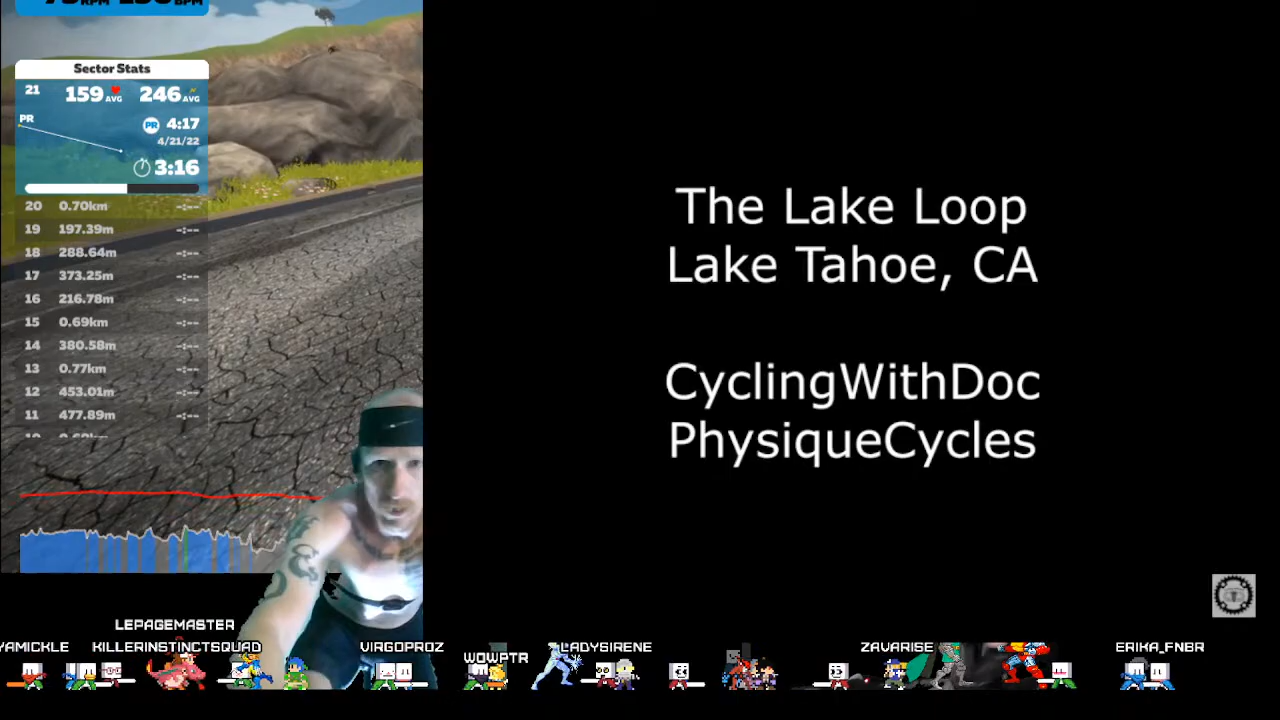 Sector Stats
21 159 AVG 246 AVG
PR PR 4:17
4/21/22
3:16
20 0.70km -:--
19 197.39m -:--
18 288.64m -:--
17 373.25m -:--
16 216.78m -:--
15 0.69km -:--
14 380.58m -:--
13 0.77km -:--
12 453.01m -:--
11 477.89m -:--
The Lake Loop
Lake Tahoe, CA
CyclingWithDoc
PhysiqueCycles
LEPAGEMASTER
YAMICKLE KILLERINSTINCTSQUAD VIRGOPROZ WOWPTR LADYSIRENE ZAVARISE ERIKA_FNBR